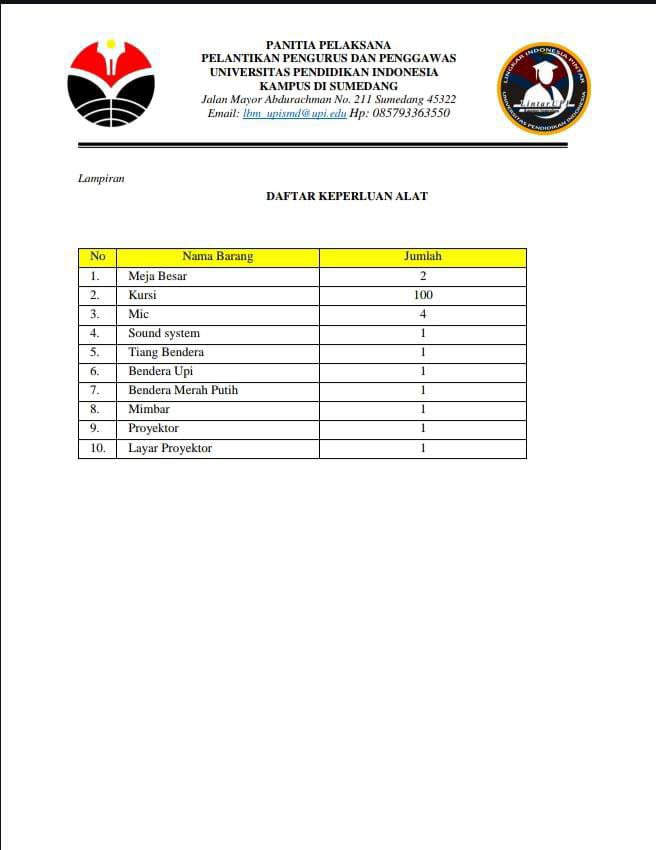 PANITIA PELAKSANA
PELANTIKAN PENGURUS DAN PENGGAWAS
UNIVERSITAS PENDIDIKAN INDONESIA
KAMPUS DI SUMEDANG
Jalan Mayor Abdurachman No. 211 Sumedang 45322
Email: lbm_upismd@upi.edu Hp: 085793363550
LINGKAR INDONESIA PINTAR
UNIVERSITAS PENDIDIKAN INDONESIA
Lampiran
DAFTAR KEPERLUAN ALAT
No Nama Barang Jumlah
1. Meja Besar 2
2. Kursi 100
3. Mic 4
4. Sound system 1
5. Tiang Bendera 1
6. Bendera Upi 1
7. Bendera Merah Putih 1
8. Mimbar 1
9. Proyektor 1
10. Layar Proyektor 1